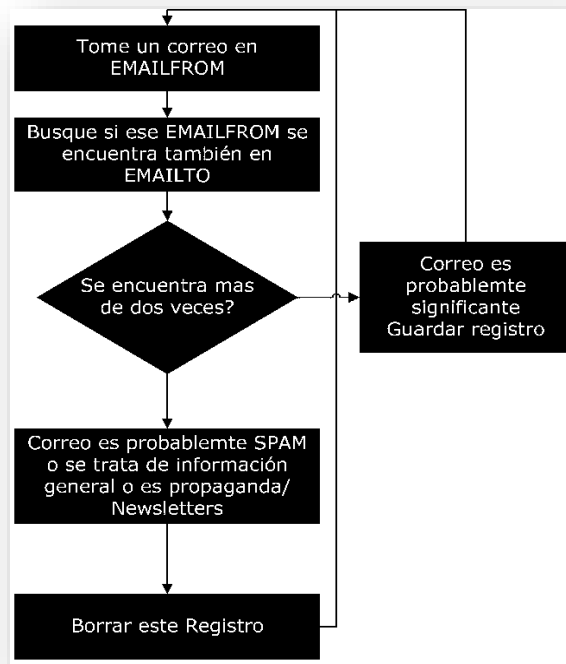 Tome un correo en
EMAILFROM
Busque si ese EMAILFROM se
encuentra también en
EMAILTO
Se encuentra mas
de dos veces?
Correo es
probablemte
significante
Guardar registro
Correo es probablemte SPAM
o se trata de información
general o es propaganda/
Newsletters
Borrar este Registro